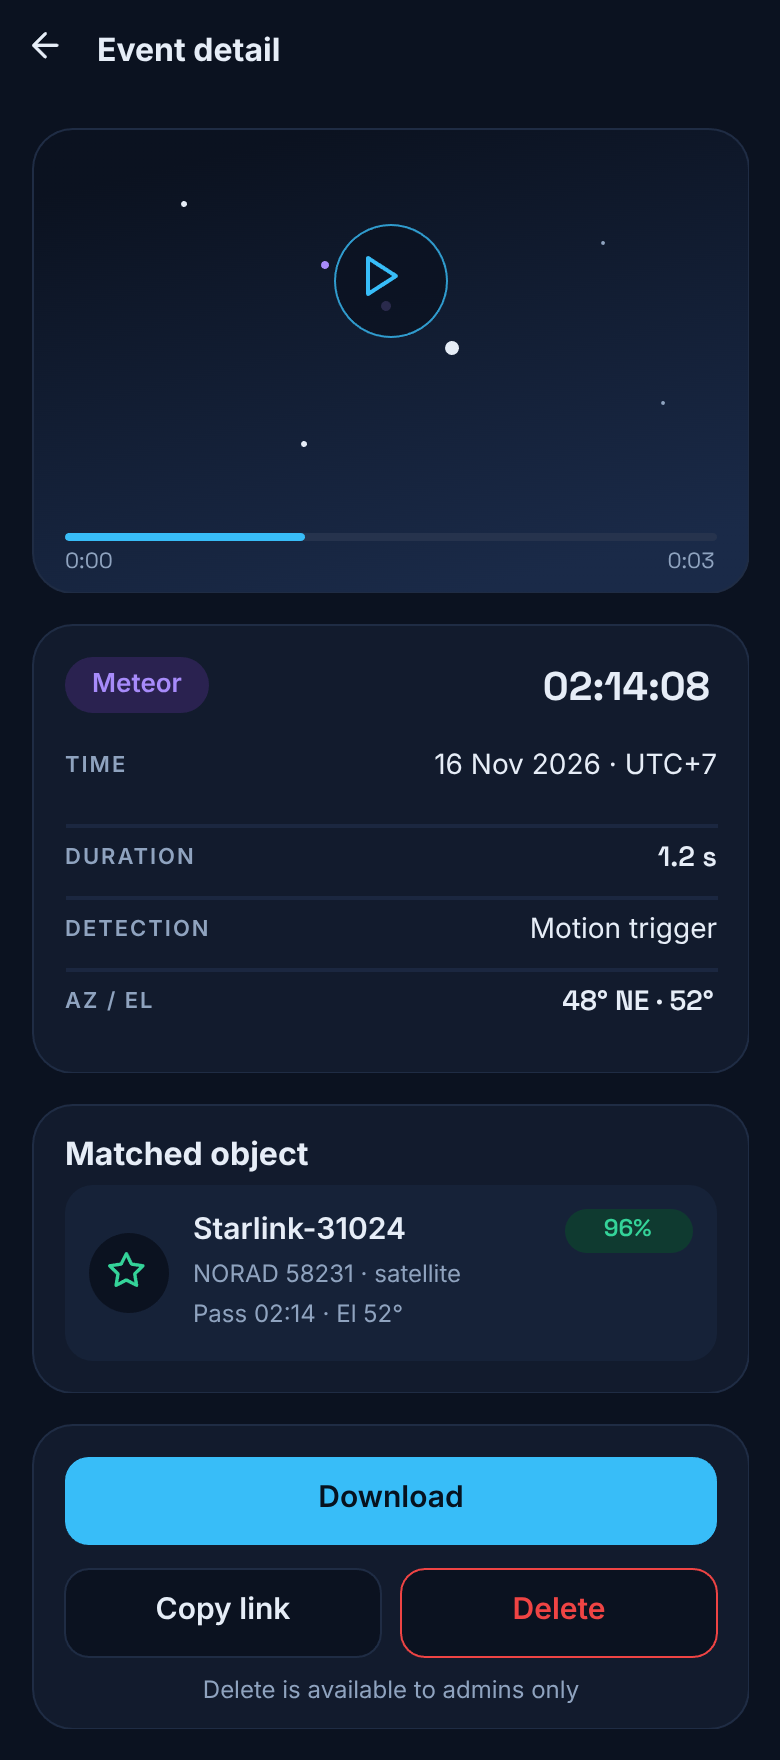 Event detail
0:00
0:03
Meteor
02:14:08
TIME
16 Nov 2026 · UTC+7
DURATION
1.2 s
DETECTION
Motion trigger
AZ / EL
48° NE · 52°
Matched object
Starlink-31024
96%
NORAD 58231 · satellite
Pass 02:14 · El 52°
Download
Copy link
Delete
Delete is available to admins only